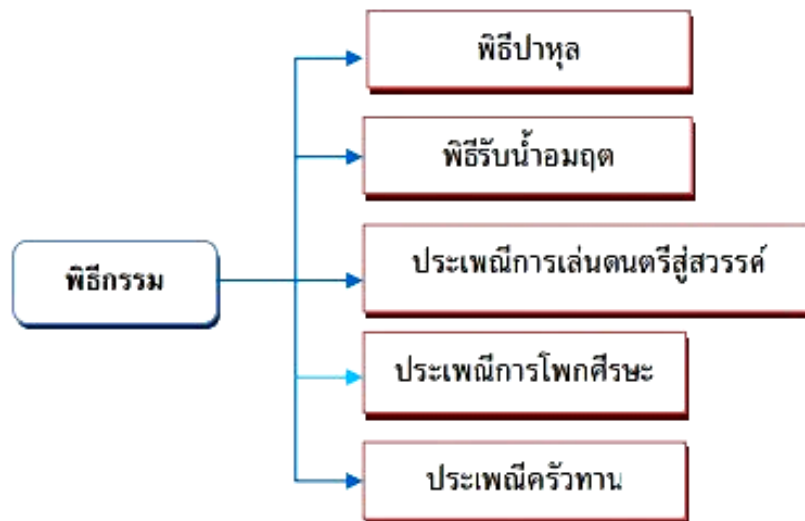 พิธีปาหุล
พิธีรับน้ำอมฤต
ประเพณีการเล่นดนตรีสู่สวรรค์
พิธีกรรม
ประเพณีการโพกศีรษะ
ประเพณีครัวทาน